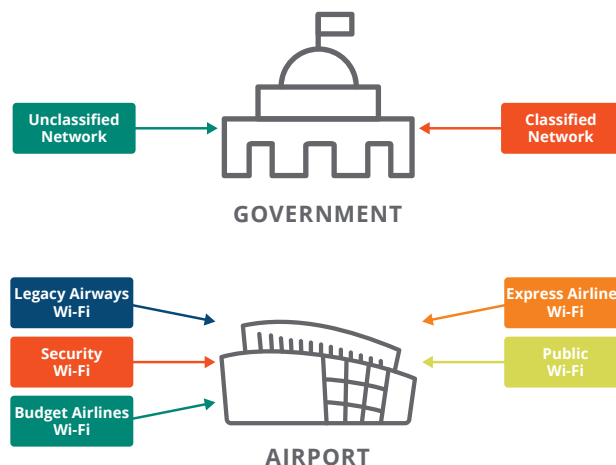 Unclassified
Network
Classified
Network
GOVERNMENT
Legacy Airways
Wi-Fi
Express Airline
Wi-Fi
Security
Wi-Fi
Public
Wi-Fi
Budget Airlines
Wi-Fi
AIRPORT